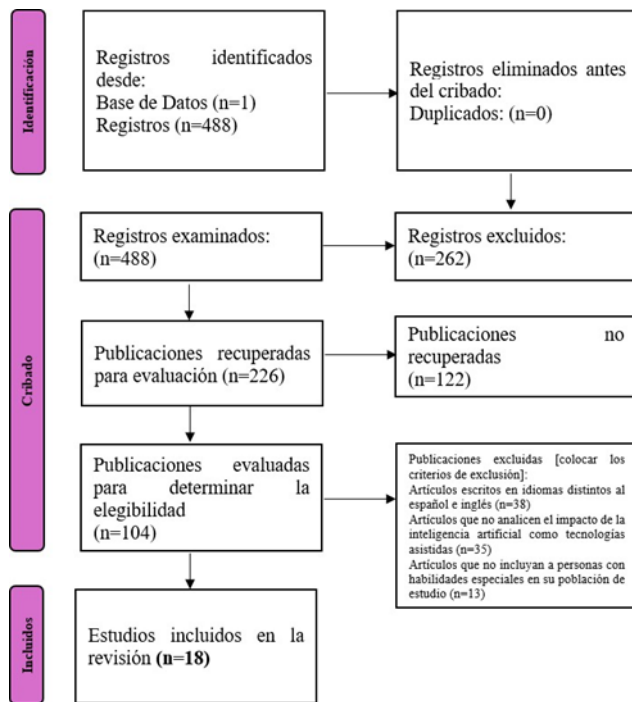 Identificación
Registros identificados
desde:
Base de Datos (n=1)
Registros (n=488)
Registros eliminados antes
del cribado:
Duplicados: (n=0)
Cribado
Registros examinados:
(n=488)
Registros excluidos:
(n=262)
Publicaciones recuperadas
para evaluación (n=226)
Publicaciones no
recuperadas
(n=122)
Publicaciones evaluadas
para determinar la
elegibilidad
(n=104)
Publicaciones excluidas [colocar los
criterios de exclusión]:
Artículos escritos en idiomas distintos al
español e inglés (n=38)
Artículos que no analicen el impacto de la
inteligencia artificial como tecnologías
asistidas (n=35)
Artículos que no incluyan a personas con
habilidades especiales en su población de
estudio (n=13)
Incluidos
Estudios incluidos en la
revisión (n=18)